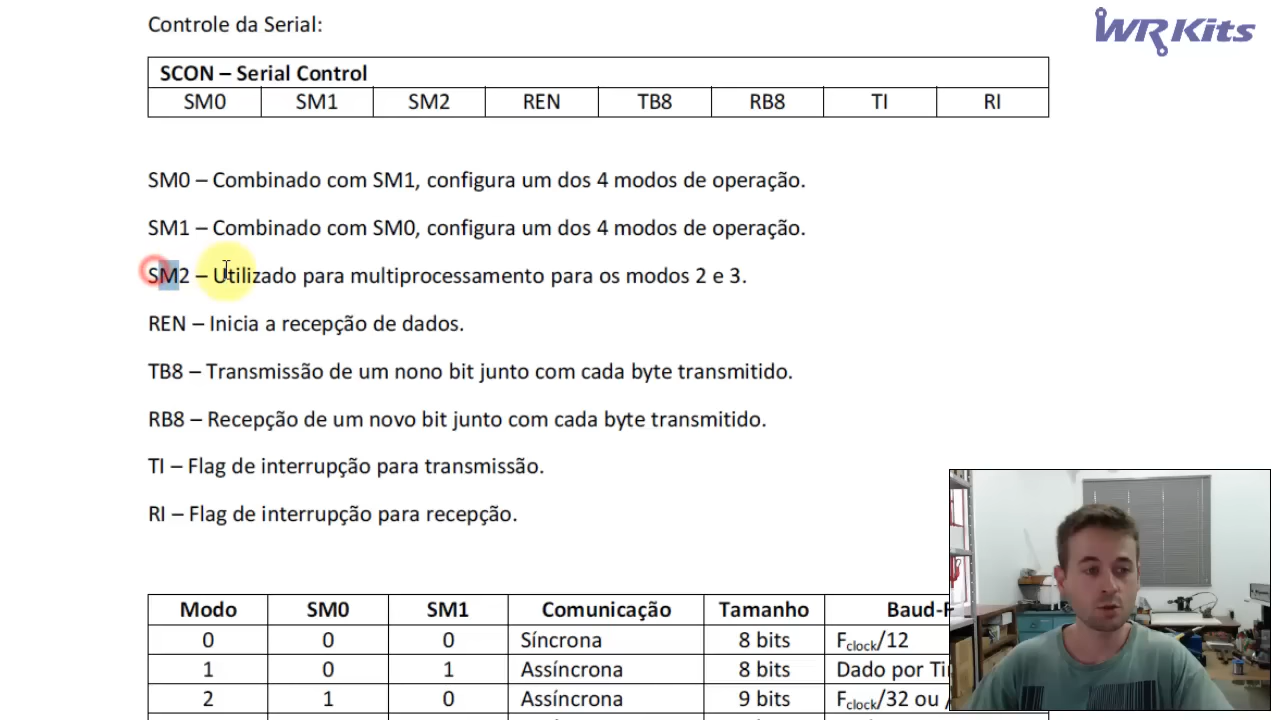 WR Kits
Controle da Serial:
SCON – Serial Control
SM0 SM1 SM2 REN TB8 RB8 TI RI
SM0 – Combinado com SM1, configura um dos 4 modos de operação.
SM1 – Combinado com SM0, configura um dos 4 modos de operação.
SM2 – Utilizado para multiprocessamento para os modos 2 e 3.
REN – Inicia a recepção de dados.
TB8 – Transmissão de um nono bit junto com cada byte transmitido.
RB8 – Recepção de um novo bit junto com cada byte transmitido.
TI – Flag de interrupção para transmissão.
RI – Flag de interrupção para recepção.
Modo SM0 SM1 Comunicação Tamanho Baud-
0 0 0 Síncrona 8 bits Fclock/12
1 0 1 Assíncrona 8 bits Dado por
2 1 0 Assíncrona 9 bits Fclock/32 ou